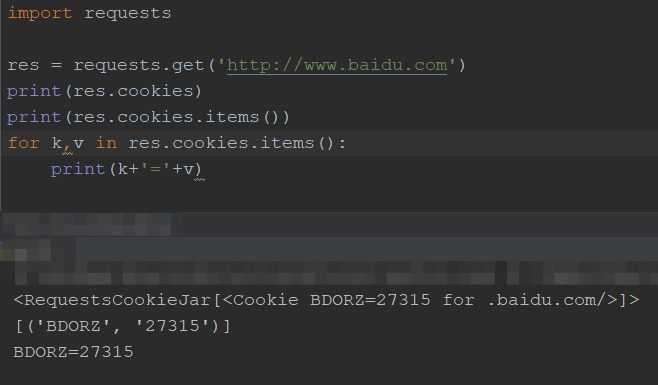 import requests
res = requests.get('http://www.baidu.com')
print(res.cookies)
print(res.cookies.items())
for k,v in res.cookies.items():
    print(k+'='+v)
<RequestsCookieJar[<Cookie BDORZ=27315 for .baidu.com/>]>
[('BDORZ', '27315')]
BDORZ=27315